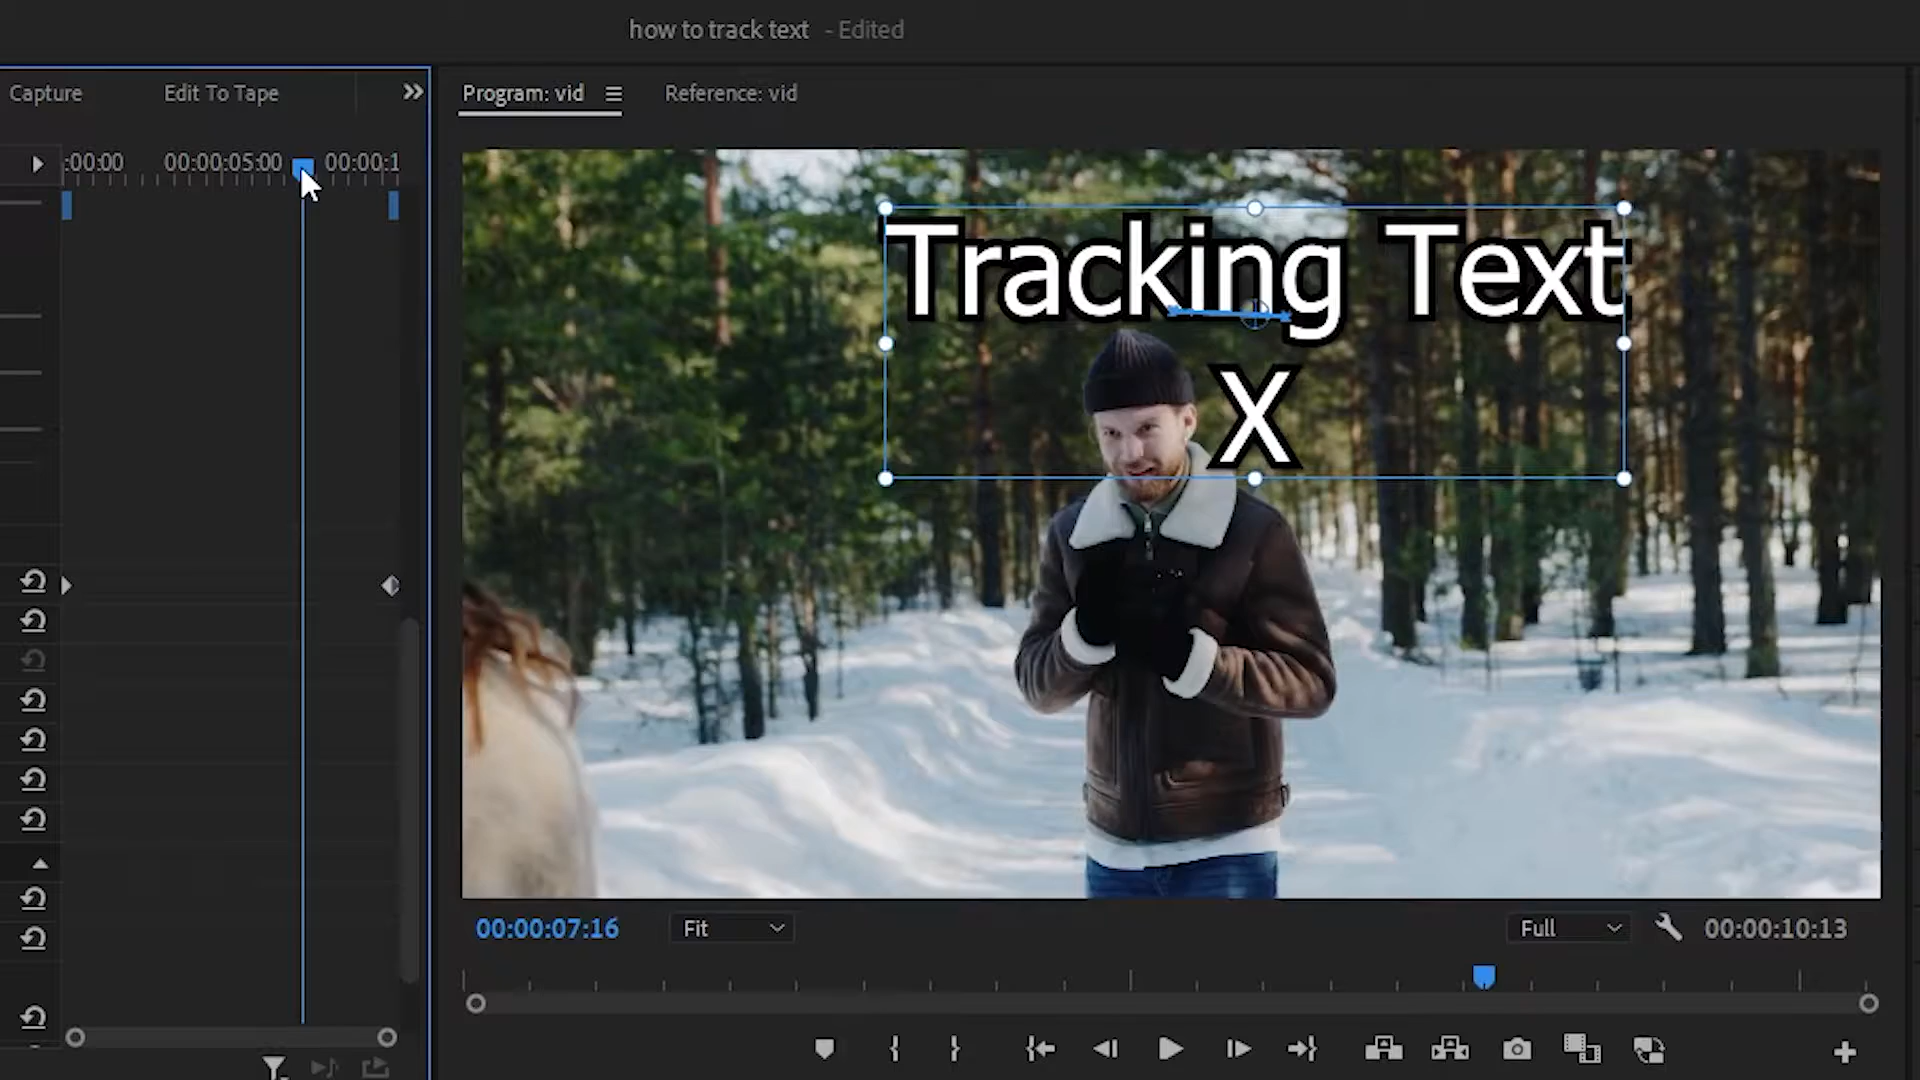 how to track text - Edited
Capture Edit To Tape
Program: vid Reference: vid
:00:00 00:00:05:00 00:00:1
Tracking Text
X
00:00:07:16 Fit Full 00:00:10:13